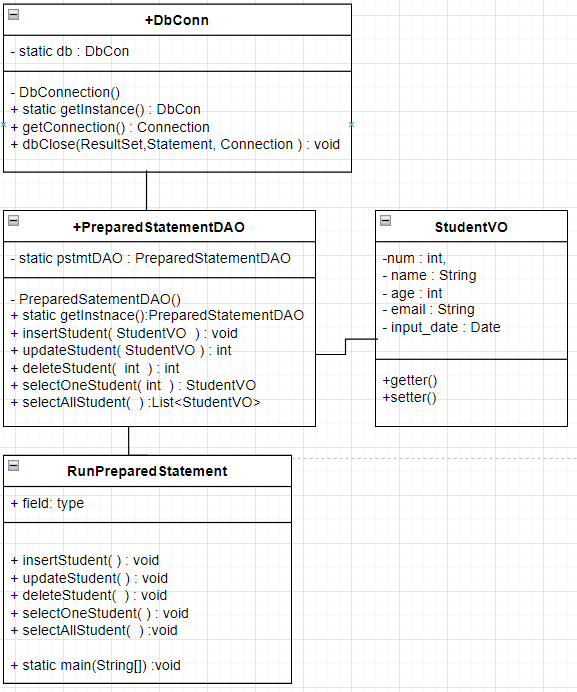 +DbConn
- static db : DbCon
- DbConnection()
+ static getInstance() : DbCon
+ getConnection() : Connection
+ dbClose(ResultSet,Statement, Connection ) : void
+PreparedStatementDAO
- static pstmtDAO : PreparedStatementDAO
- PreparedSatementDAO()
+ static getInstnace():PreparedStatementDAO
+ insertStudent( StudentVO ) : void
+ updateStudent( StudentVO ) : int
+ deleteStudent( int ) : int
+ selectOneStudent( int ) : StudentVO
+ selectAllStudent( ) :List<StudentVO>
StudentVO
-num : int,
- name : String
- age : int
- email : String
- input_date : Date
+getter()
+setter()
RunPreparedStatement
+ field: type
+ insertStudent( ) : void
+ updateStudent( ) : void
+ deleteStudent( ) : void
+ selectOneStudent( ) : void
+ selectAllStudent( ) :void
+ static main(String[]) :void